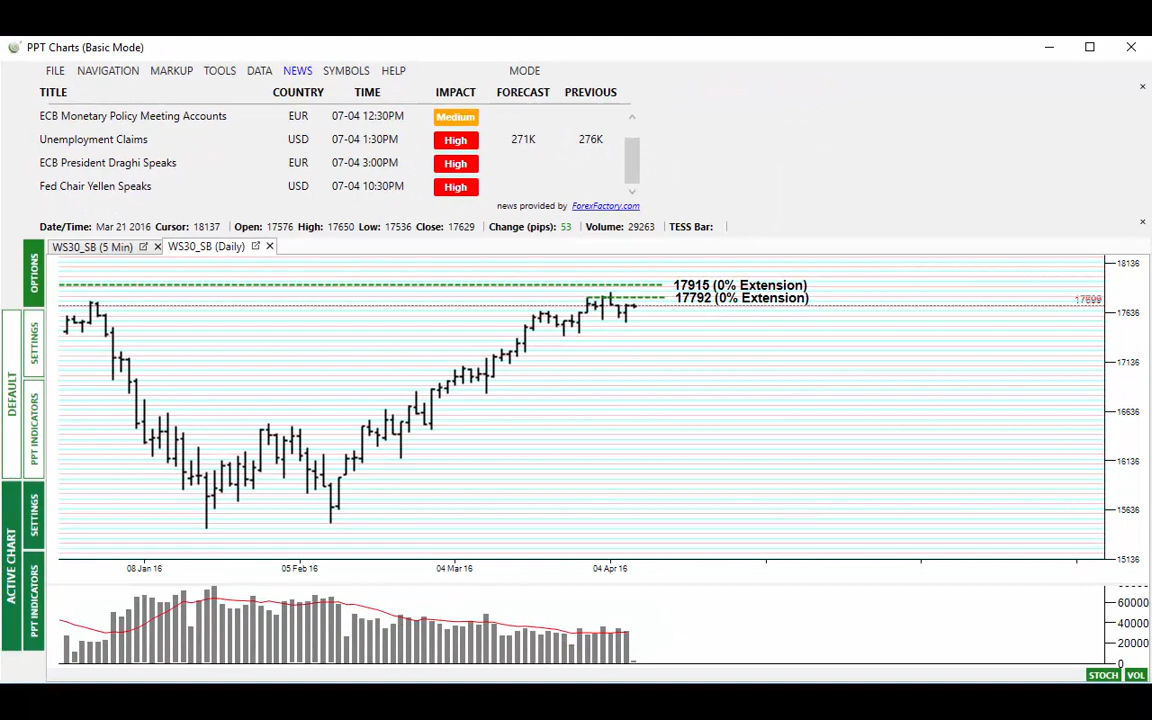 PPT Charts (Basic Mode)
FILE NAVIGATION MARKUP TOOLS DATA NEWS SYMBOLS HELP MODE
TITLE COUNTRY TIME IMPACT FORECAST PREVIOUS
ECB Monetary Policy Meeting Accounts EUR 07-04 12:30PM Medium
Unemployment Claims USD 07-04 1:30PM High 271K 276K
ECB President Draghi Speaks EUR 07-04 3:00PM High
Fed Chair Yellen Speaks USD 07-04 10:30PM High
news provided by ForexFactory.com
Date/Time: Mar 21 2016 Cursor: 18137 Open: 17576 High: 17650 Low: 17536 Close: 17629 Change (pips): 53 Volume: 29263 TESS Bar:
WS30_SB (5 Min) WS30_SB (Daily)
OPTIONS
SETTINGS
PPT INDICATORS
DEFAULT
SETTINGS
PPT INDICATORS
ACTIVE CHART
17915 (0% Extension)
17792 (0% Extension)
18136
17636
17136
16636
16136
15636
15136
08 Jan 16 05 Feb 16 04 Mar 16 04 Apr 16
60000
40000
20000
0
STOCH VOL